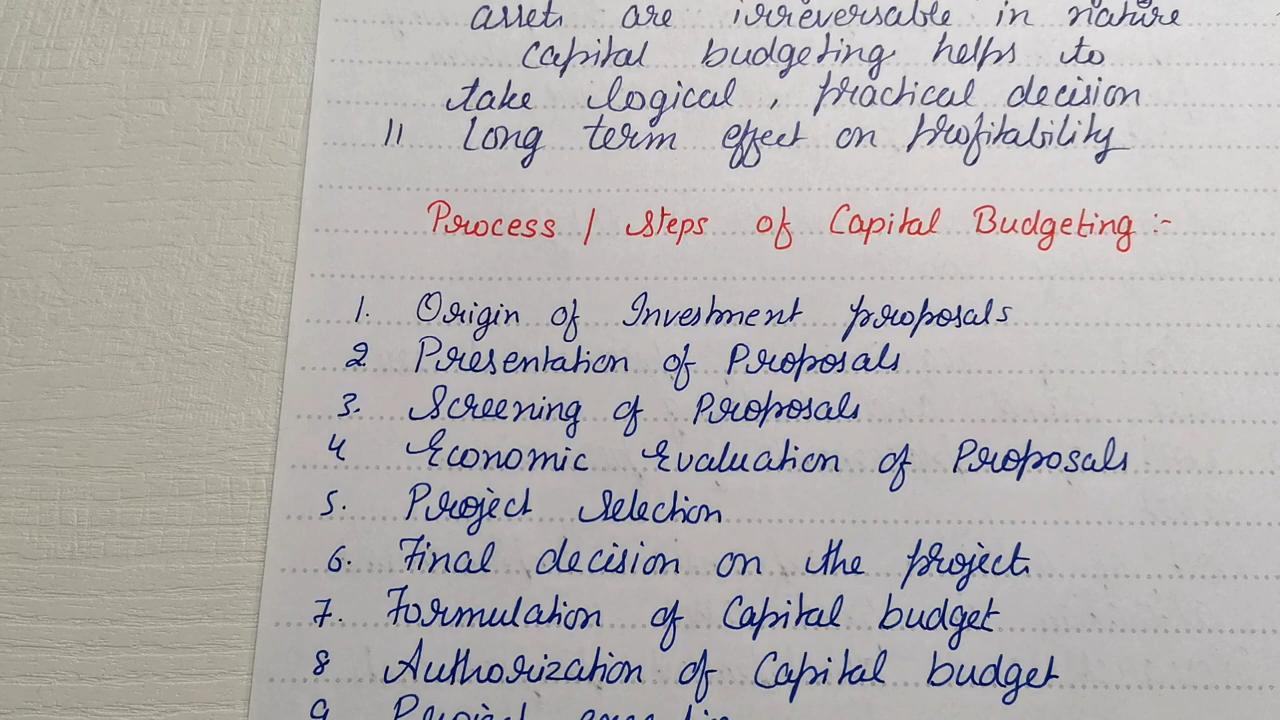 assets are irreversable in nature
capital budgeting helps to
take logical, practical decision
11 Long term effect on profitability
Process / Steps of Capital Budgeting :-
1. Origin of Investment proposals
2 Presentation of Proposals
3. Screening of Proposals
4 Economic Evaluation of Proposals
5. Project Selection
6. Final decision on the project
7. Formulation of Capital budget
8 Authorization of Capital budget
9 Project